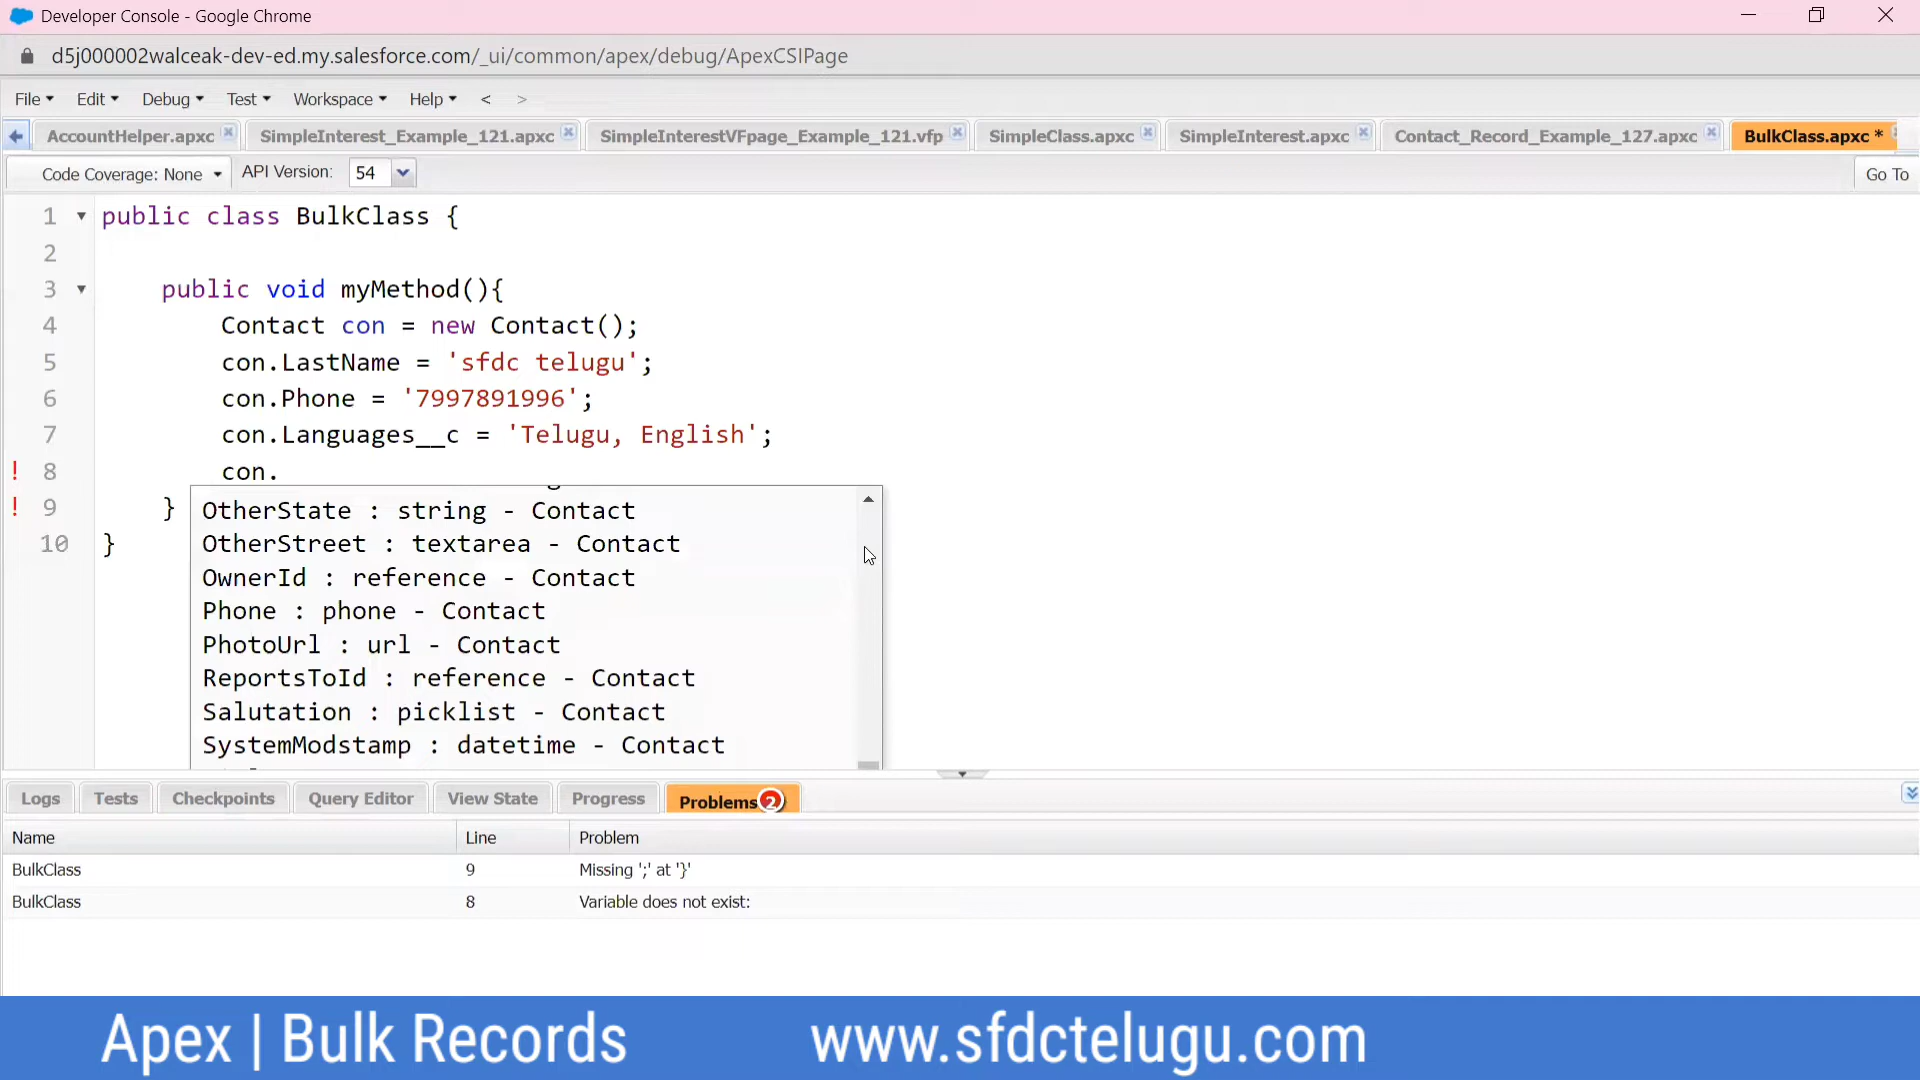 Developer Console - Google Chrome
d5j000002walceak-dev-ed.my.salesforce.com/_ui/common/apex/debug/ApexCSIPage
File Edit Debug Test Workspace Help < >
AccountHelper.apxc SimpleInterest_Example_121.apxc SimpleInterestVFpage_Example_121.vfp SimpleClass.apxc SimpleInterest.apxc Contact_Record_Example_127.apxc BulkClass.apxc *
Code Coverage: None API Version: 54 Go To
1 public class BulkClass {
2
3 public void myMethod(){
4 Contact con = new Contact();
5 con.LastName = 'sfdc telugu';
6 con.Phone = '7997891996';
7 con.Languages__c = 'Telugu, English';
! 8 con.
! 9 }
10 }
OtherState : string - Contact
OtherStreet : textarea - Contact
OwnerId : reference - Contact
Phone : phone - Contact
PhotoUrl : url - Contact
ReportsToId : reference - Contact
Salutation : picklist - Contact
SystemModstamp : datetime - Contact
Logs Tests Checkpoints Query Editor View State Progress Problems 2
Name Line Problem
BulkClass 9 Missing ';' at '}'
BulkClass 8 Variable does not exist:
Apex | Bulk Records www.sfdctelugu.com